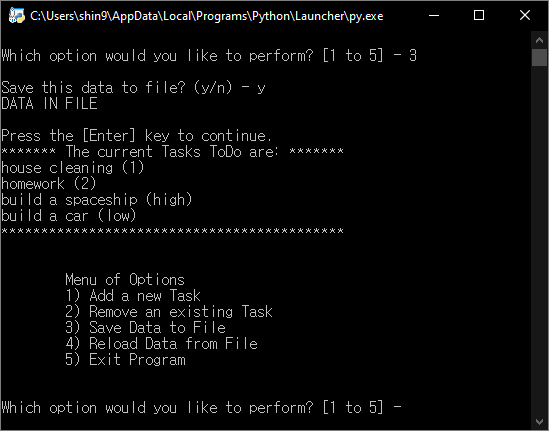 C:\Users\shin9\AppData\Local\Programs\Python\Launcher\py.exe
Which option would you like to perform? [1 to 5] - 3
Save this data to file? (y/n) - y
DATA IN FILE
Press the [Enter] key to continue.
******* The current Tasks ToDo are: *******
house cleaning (1)
homework (2)
build a spaceship (high)
build a car (low)
*******************************************
Menu of Options
1) Add a new Task
2) Remove an existing Task
3) Save Data to File
4) Reload Data from File
5) Exit Program
Which option would you like to perform? [1 to 5] -